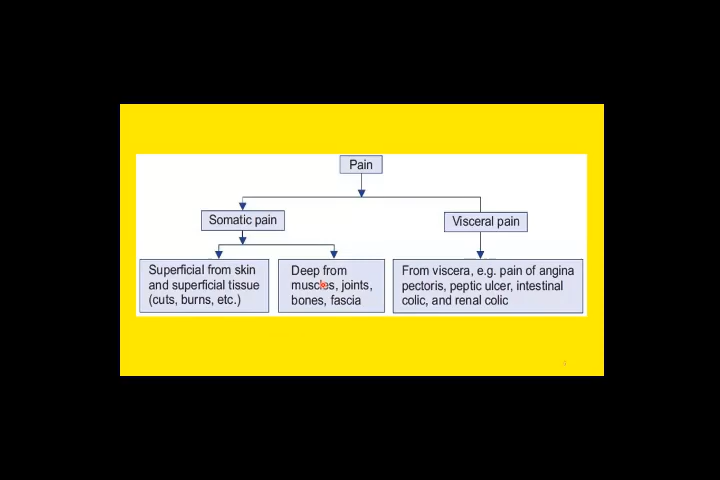 Pain
Somatic pain
Visceral pain
Superficial from skin
and superficial tissue
(cuts, burns, etc.)
Deep from
muscles, joints,
bones, fascia
From viscera, e.g. pain of angina
pectoris, peptic ulcer, intestinal
colic, and renal colic